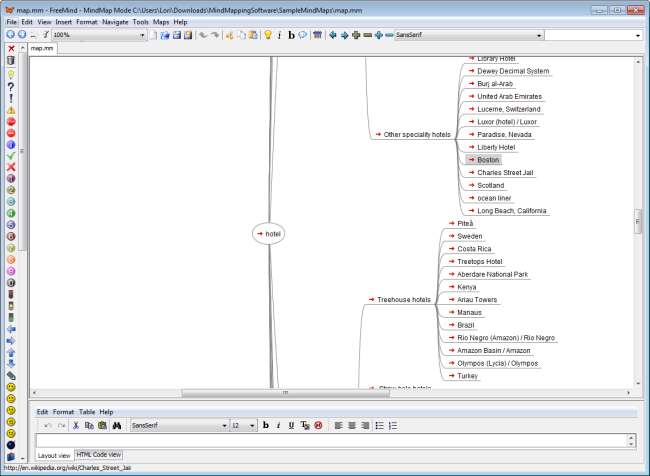 map.mm - FreeMind - MindMap Mode C:\Users\Lori\Downloads\MindMappingSoftware\SampleMindMaps\map.mm
File Edit View Insert Format Navigate Tools Maps Help
100%
SansSerif
map.mm
Library Hotel
Dewey Decimal System
Burj al-Arab
United Arab Emirates
Lucerne, Switzerland
Luxor (hotel) / Luxor
Other speciality hotels
Paradise, Nevada
Liberty Hotel
Boston
Charles Street Jail
Scotland
ocean liner
Long Beach, California
hotel
Piteå
Sweden
Costa Rica
Treetops Hotel
Aberdare National Park
Kenya
Treehouse hotels
Ariau Towers
Manaus
Brazil
Rio Negro (Amazon) / Rio Negro
Amazon Basin / Amazon
Olympos (Lycia) / Olympos
Turkey
Edit Format Table Help
SansSerif 12 b i U
Layout view HTML Code view
http://en.wikipedia.org/wiki/Charles_Street_Jail